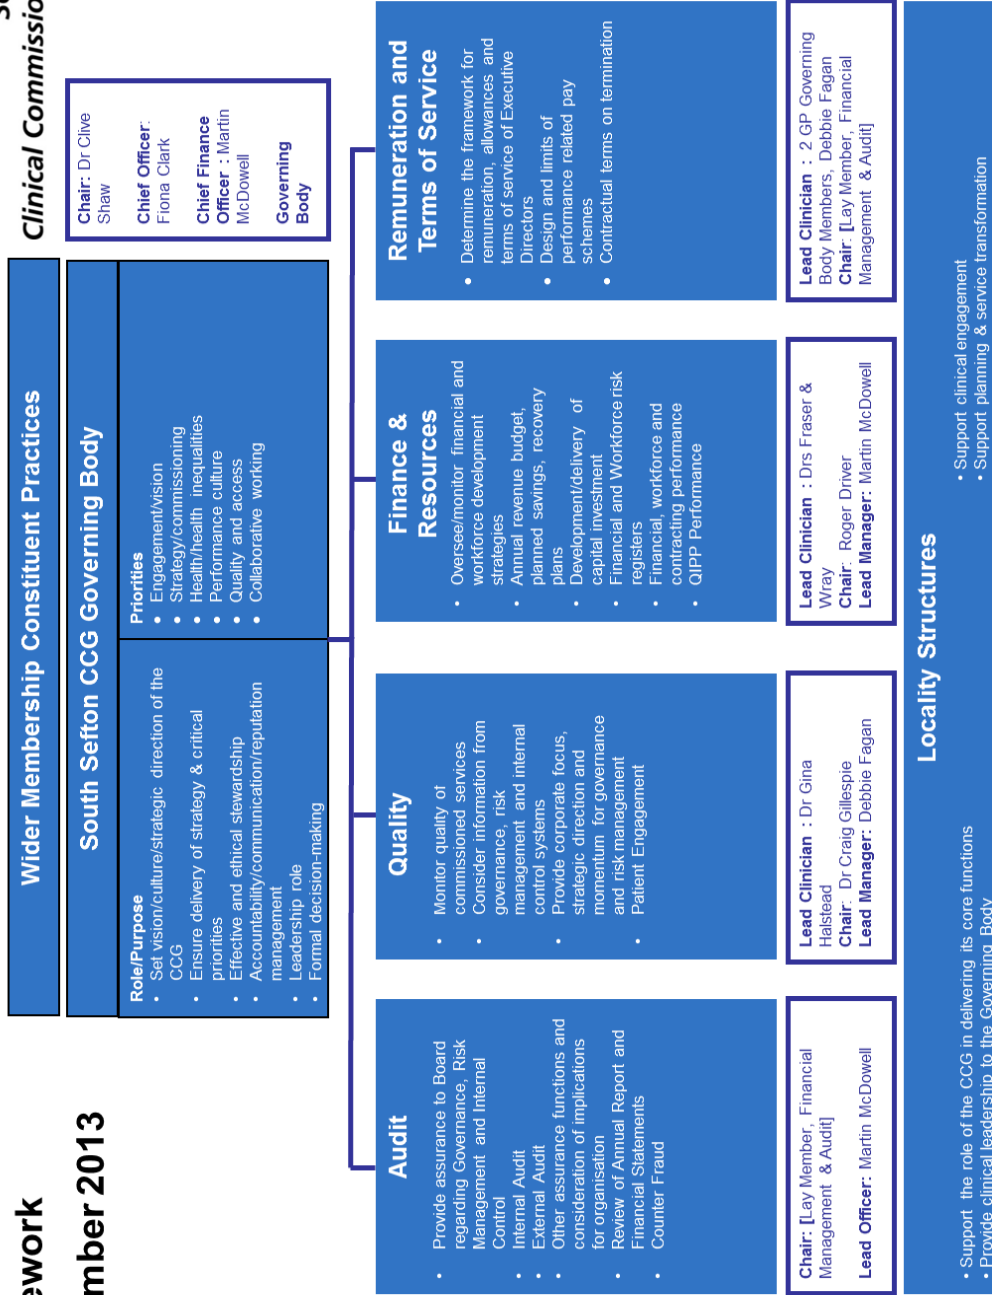 ework
mber 2013
Clinical Commissio
Wider Membership Constituent Practices
South Sefton CCG Governing Body
Role/Purpose
• Set vision/culture/strategic direction of the
CCG
• Ensure delivery of strategy & critical
priorities
• Effective and ethical stewardship
• Accountability/communication/reputation
management
• Leadership role
• Formal decision-making
Priorities
• Engagement/vision
• Strategy/commissioning
• Health/health inequalities
• Performance culture
• Quality and access
• Collaborative working
Chair: Dr Clive
Shaw
Chief Officer:
Fiona Clark
Chief Finance
Officer : Martin
McDowell
Governing
Body
Audit
• Provide assurance to Board
regarding Governance, Risk
Management and Internal
Control
• Internal Audit
• External Audit
• Other assurance functions and
consideration of implications
for organisation
• Review of Annual Report and
Financial Statements
• Counter Fraud
Chair: [Lay Member, Financial
Management & Audit]
Lead Officer: Martin McDowell
Quality
• Monitor quality of
commissioned services
• Consider information from
governance, risk
management and internal
control systems
• Provide corporate focus,
strategic direction and
momentum for governance
and risk management
• Patient Engagement
Lead Clinician : Dr Gina
Halstead
Chair: Dr Craig Gillespie
Lead Manager: Debbie Fagan
Finance &
Resources
• Oversee/monitor financial and
workforce development
strategies
• Annual revenue budget,
planned savings, recovery
plans
• Development/delivery of
capital investment
• Financial and Workforce risk
registers
• Financial, workforce and
contracting performance
• QIPP Performance
Lead Clinician : Drs Fraser &
Wray
Chair: Roger Driver
Lead Manager: Martin McDowell
Remuneration and
Terms of Service
• Determine the framework for
remuneration, allowances and
terms of service of Executive
Directors
• Design and limits of
performance related pay
schemes
• Contractual terms on termination
Lead Clinician : 2 GP Governing
Body Members, Debbie Fagan
Chair: [Lay Member, Financial
Management & Audit]
Locality Structures
• Support the role of the CCG in delivering its core functions
• Provide clinical leadership to the Governing Body
• Support clinical engagement
• Support planning & service transformation